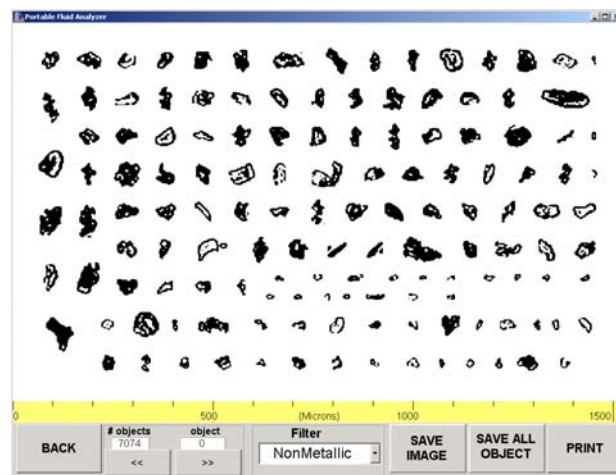 Portable Fluid Analyzer
0 500 (Microns) 1000 1500
BACK
# objects
7074
<<
object
0
>>
Filter
NonMetallic
SAVE
IMAGE
SAVE ALL
OBJECT
PRINT